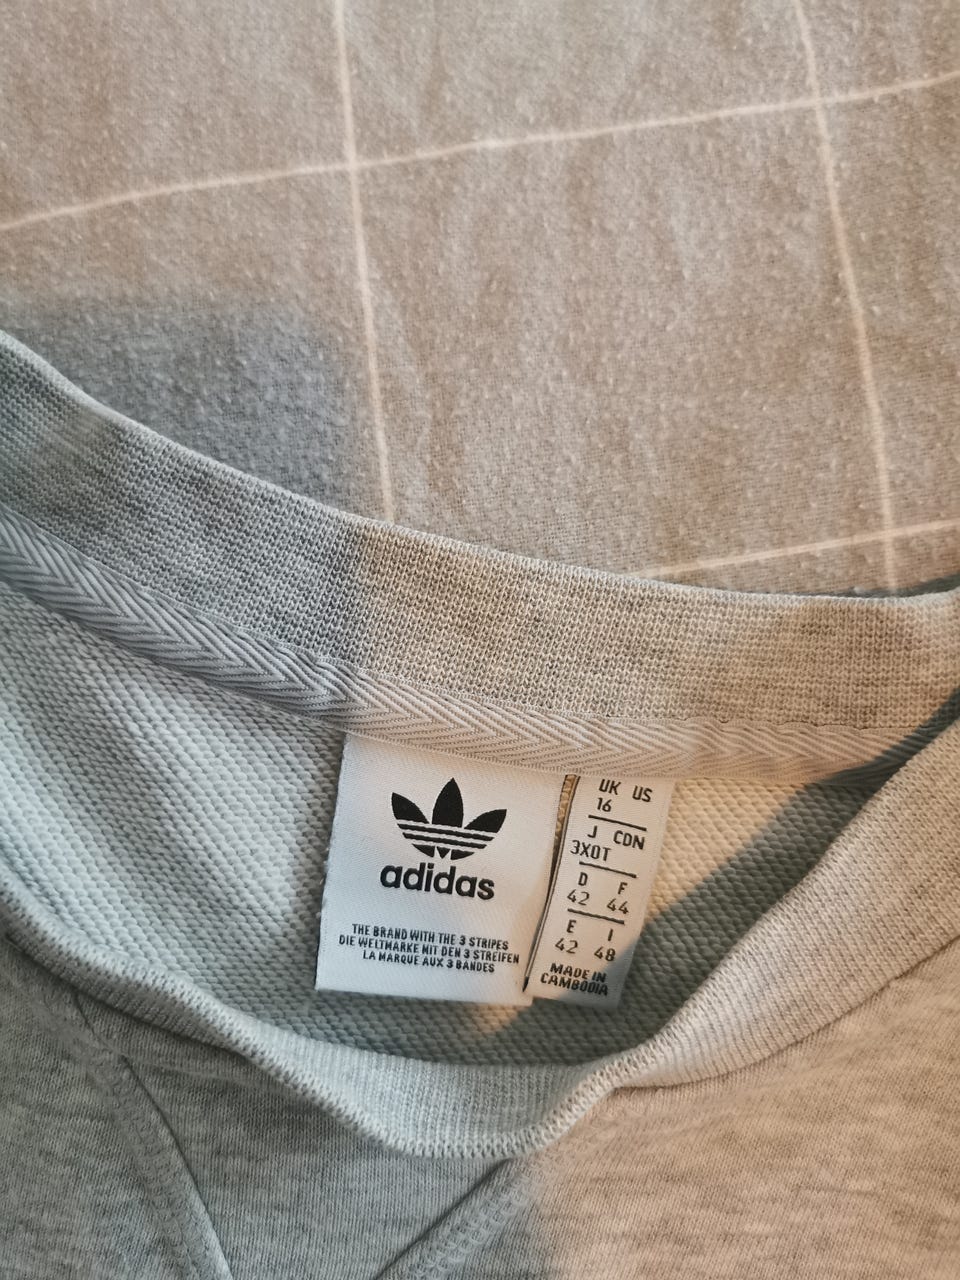 adidas
THE BRAND WITH THE 3 STRIPES
DIE WELTMARKE MIT DEN 3 STREIFEN
LA MARQUE AUX 3 BANDES
UK US
16
J CDN
3XOT
D F
42 44
E I
42 48
MADE IN
CAMBODIA